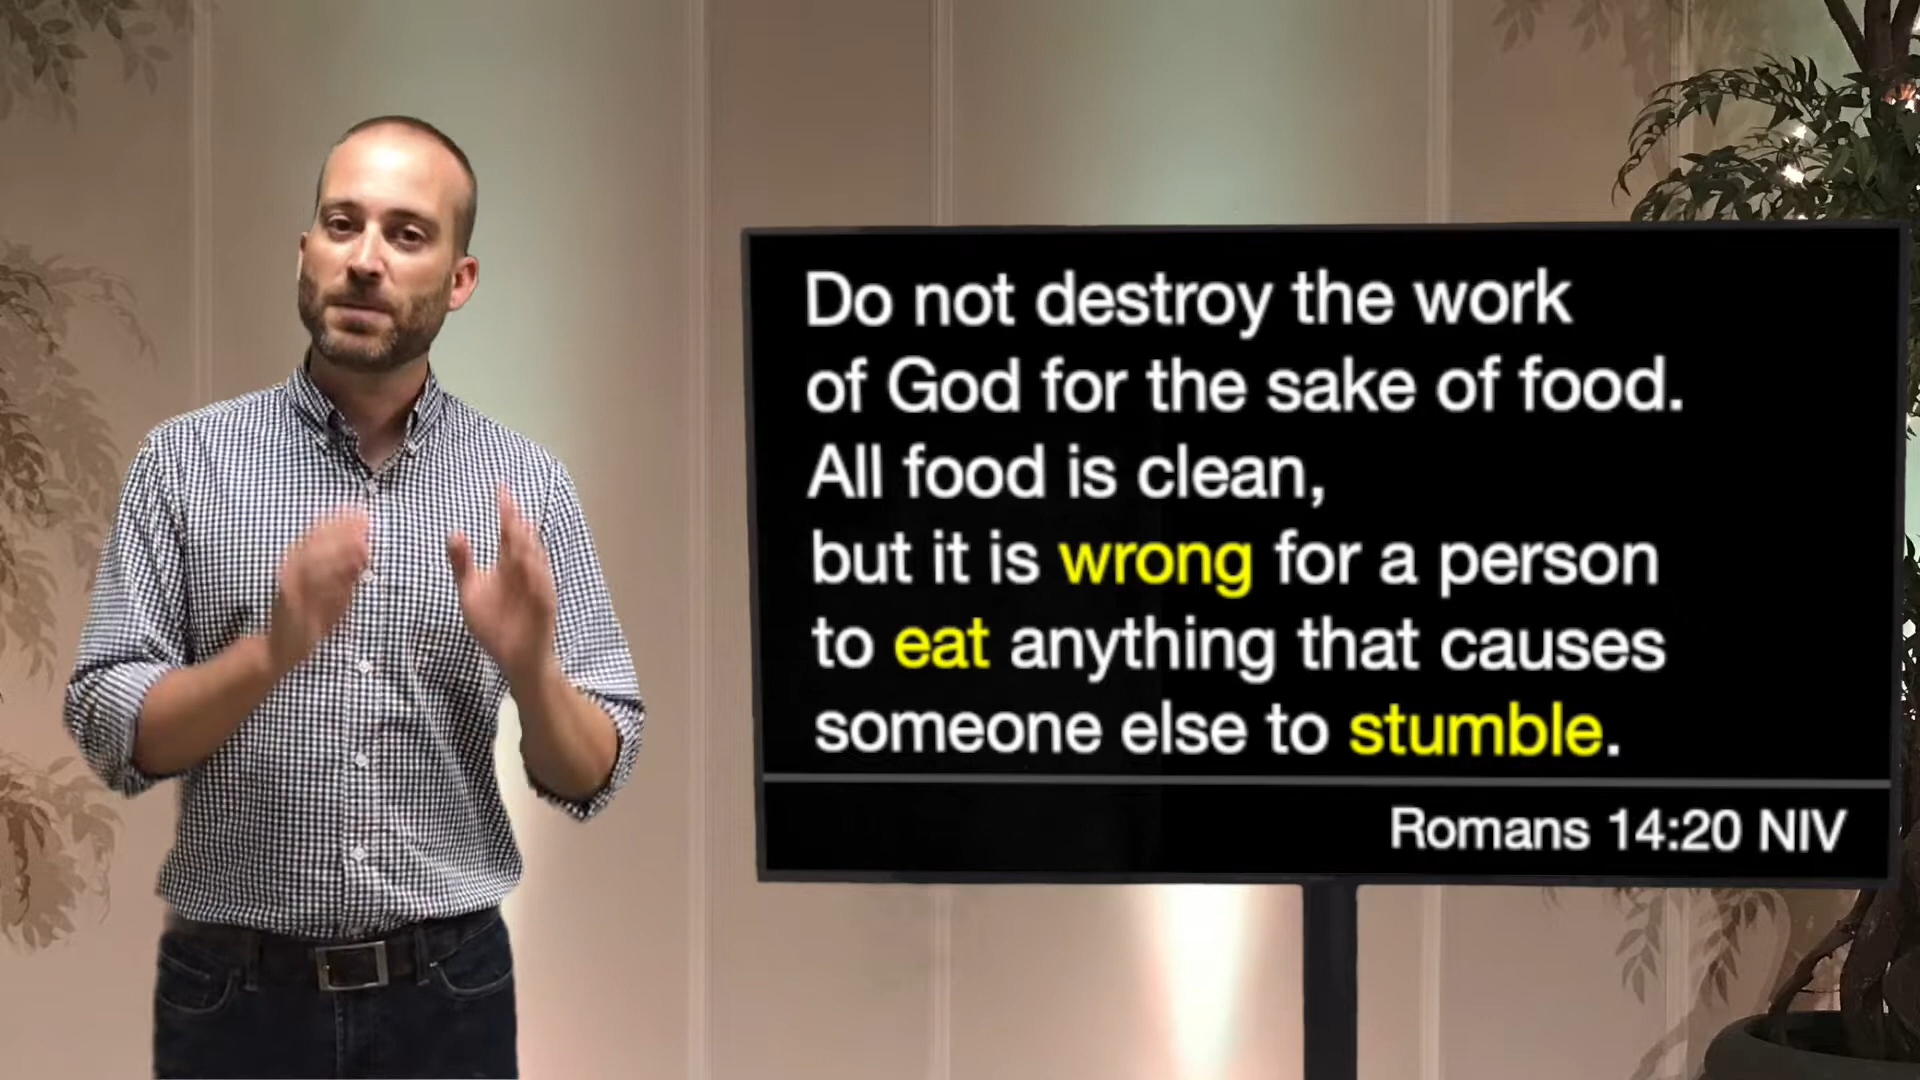 Do not destroy the work
of God for the sake of food.
All food is clean,
but it is wrong for a person
to eat anything that causes
someone else to stumble.
Romans 14:20 NIV